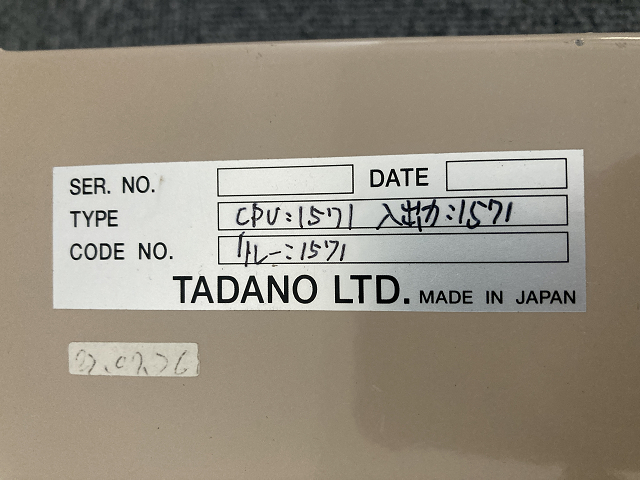 SER. NO. DATE
TYPE CPU:1571 入出力:1571
CODE NO. リレー:1571
TADANO LTD. MADE IN JAPAN